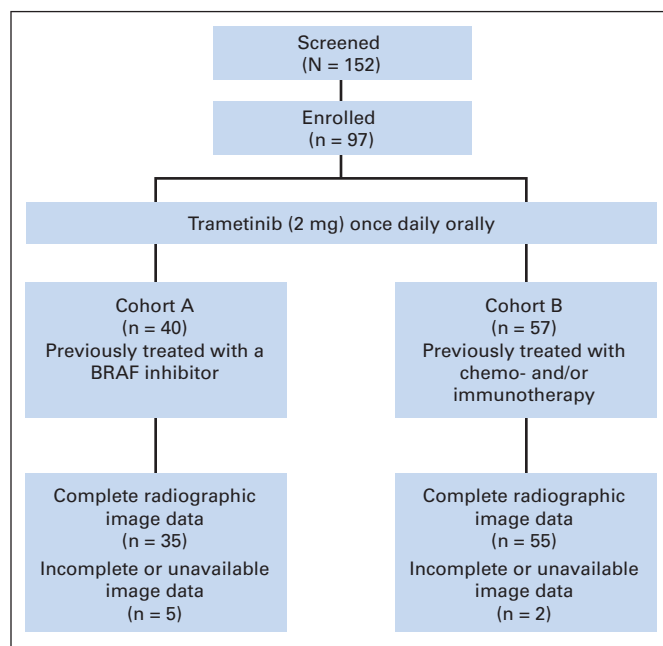 Screened
(N = 152)
Enrolled
(n = 97)
Trametinib (2 mg) once daily orally
Cohort A
(n = 40)
Previously treated with a
BRAF inhibitor
Cohort B
(n = 57)
Previously treated with
chemo- and/or
immunotherapy
Complete radiographic
image data
(n = 35)
Incomplete or unavailable
image data
(n = 5)
Complete radiographic
image data
(n = 55)
Incomplete or unavailable
image data
(n = 2)